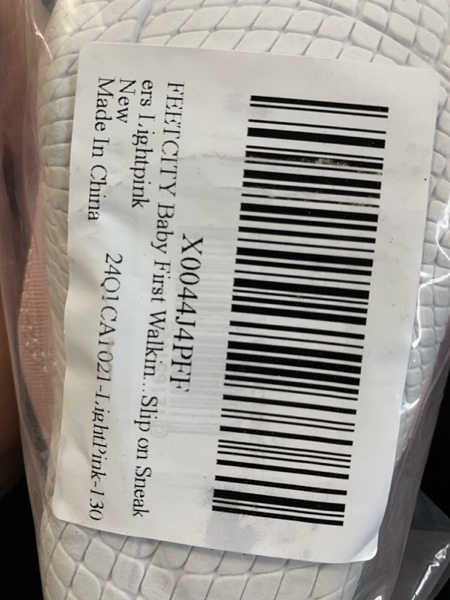 X0044J4PFF
FEETCITY Baby First Walkin...Slip on Sneak
ers Lightpink
New
Made In China 24Q1CA1021-LightPink-130